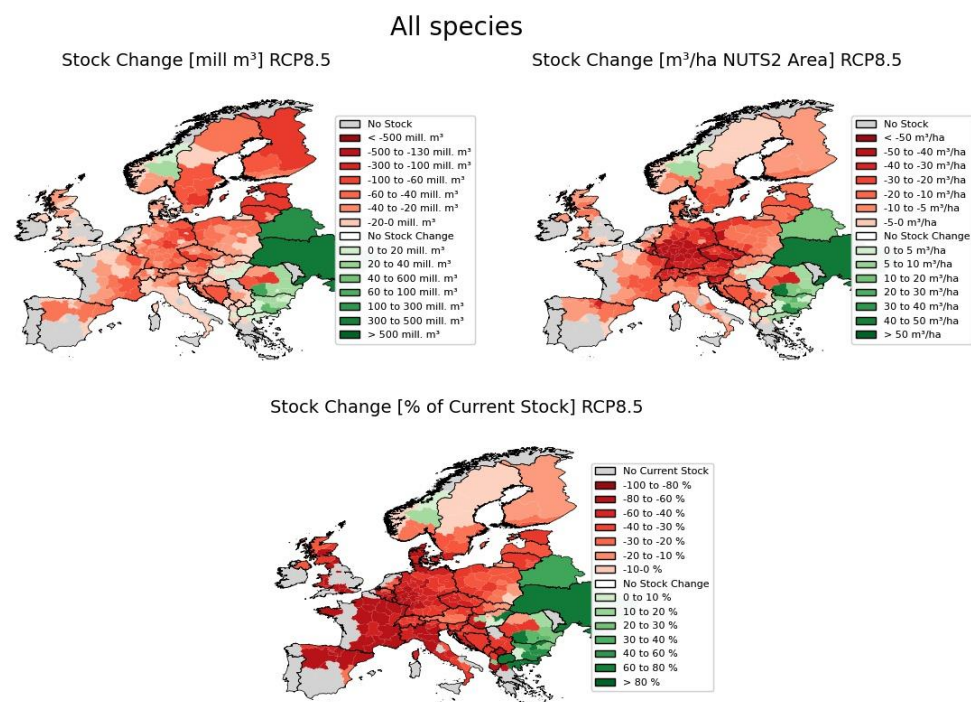 All species
Stock Change [mill m³] RCP8.5
No Stock
< -500 mill. m³
-500 to -130 mill. m³
-300 to -100 mill. m³
-100 to -60 mill. m³
-60 to -40 mill. m³
-40 to -20 mill. m³
-20-0 mill. m³
No Stock Change
0 to 20 mill. m³
20 to 40 mill. m³
40 to 600 mill. m³
60 to 100 mill. m³
100 to 300 mill. m³
300 to 500 mill. m³
> 500 mill. m³
Stock Change [m³/ha NUTS2 Area] RCP8.5
No Stock
< -50 m³/ha
-50 to -40 m³/ha
-40 to -30 m³/ha
-30 to -20 m³/ha
-20 to -10 m³/ha
-10 to -5 m³/ha
-5-0 m³/ha
No Stock Change
0 to 5 m³/ha
5 to 10 m³/ha
10 to 20 m³/ha
20 to 30 m³/ha
30 to 40 m³/ha
40 to 50 m³/ha
> 50 m³/ha
Stock Change [% of Current Stock] RCP8.5
No Current Stock
-100 to -80 %
-80 to -60 %
-60 to -40 %
-40 to -30 %
-30 to -20 %
-20 to -10 %
-10-0 %
No Stock Change
0 to 10 %
10 to 20 %
20 to 30 %
30 to 40 %
40 to 60 %
60 to 80 %
> 80 %